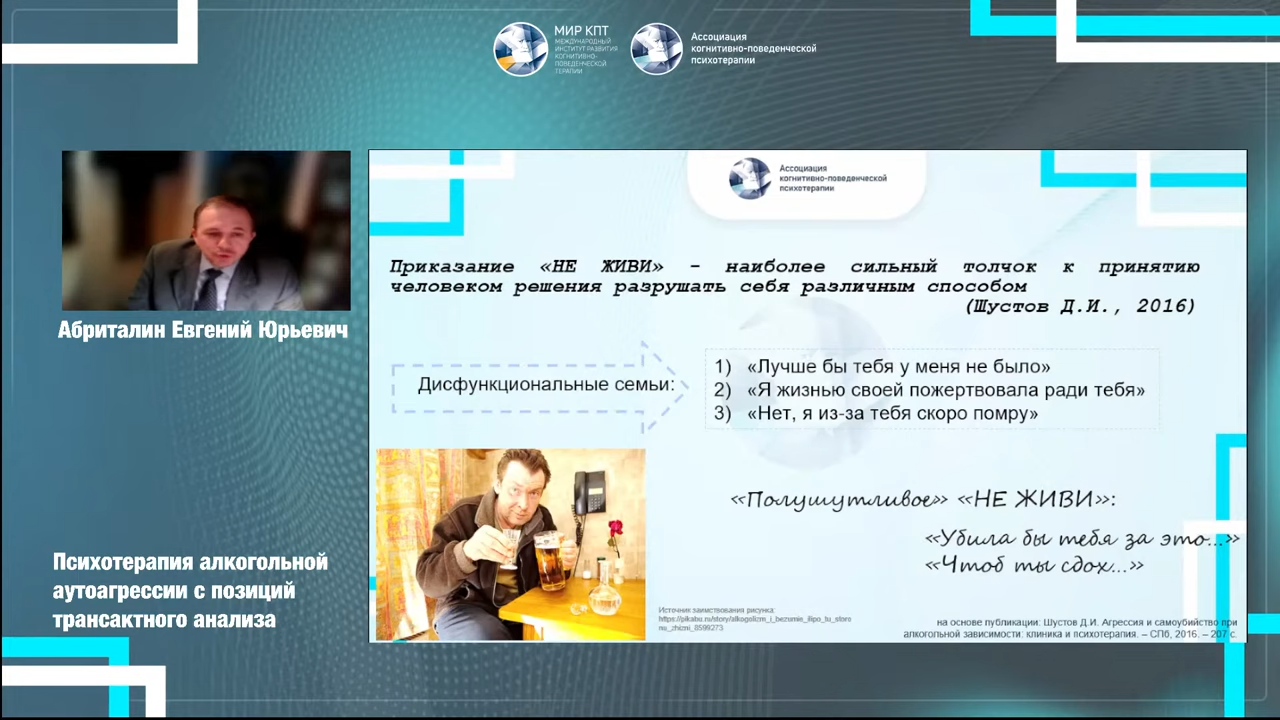 МИР КПТ
МЕЖДУНАРОДНЫЙ
ИНСТИТУТ РАЗВИТИЯ
КОГНИТИВНО-
ПОВЕДЕНЧЕСКОЙ
ТЕРАПИИ
Ассоциация
когнитивно-поведенческой
психотерапии
Абриталин Евгений Юрьевич
Психотерапия алкогольной
аутоагрессии с позиций
трансактного анализа
Ассоциация
когнитивно-поведенческой
психотерапии
Приказание «НЕ ЖИВИ» - наиболее сильный толчок к принятию
человеком решения разрушать себя различным способом
(Шустов Д.И., 2016)
Дисфункциональные семьи:
1) «Лучше бы тебя у меня не было»
2) «Я жизнью своей пожертвовала ради тебя»
3) «Нет, я из-за тебя скоро помру»
«Полушутливое» «НЕ ЖИВИ»:
«Убила бы тебя за это...»
«Чтоб ты сдох...»
Источник заимствования рисунка:
на основе публикации: Шустов Д.И. Агрессия и самоубийство при
алкогольной зависимости: клиника и психотерапия. – СПб, 2016. – 207 с.